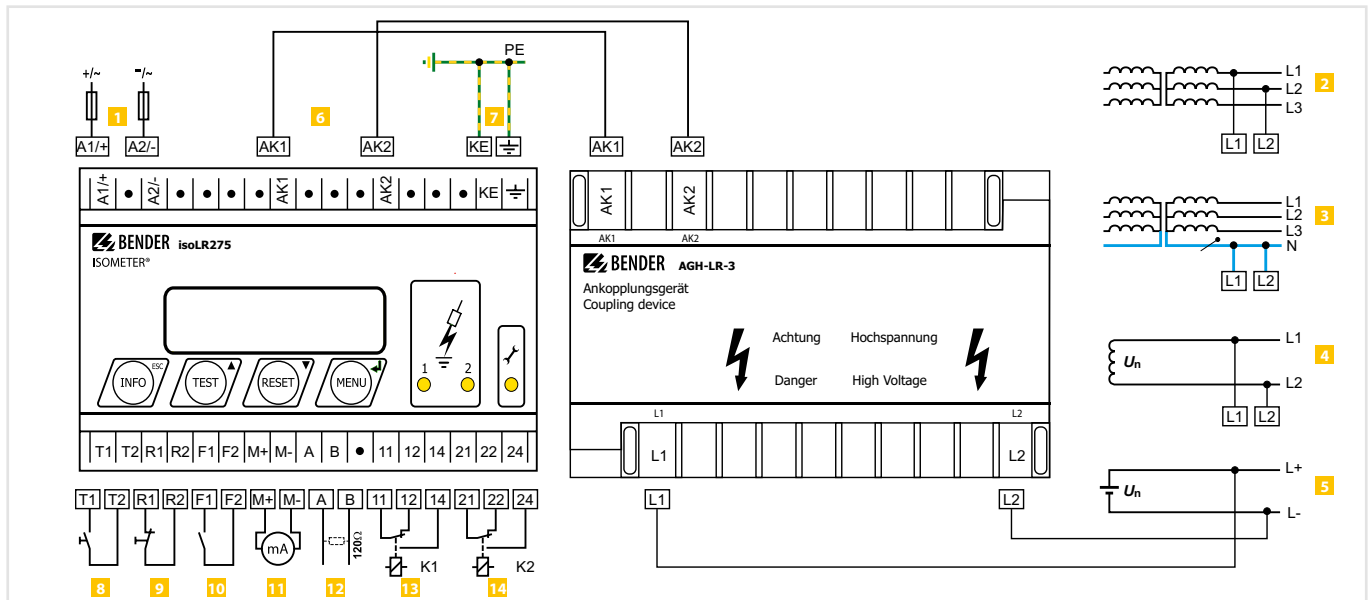 PE
+/~
-/~
1
6
7
2
L1
L2
L3
A1/+
A2/-
AK1
AK2
KE
AK1
AK2
L1
L2
A1/+
A2/-
AK1
AK2
KE
AK1
AK2
AK1
AK2
L1
L2
L3
N
3
L1
L2
BENDER isoLR275
ISOMETER®
BENDER AGH-LR-3
Ankopplungsgerät
Coupling device
Achtung
Hochspannung
Danger
High Voltage
INFO
ESC
TEST
RESET
MENU
1
2
L1
Un
L2
4
L1
L2
L1
L2
T1
T2
R1
R2
F1
F2
M+
M-
A
B
11
12
14
21
22
24
L1
L2
L+
Un
L-
5
T1
T2
R1
R2
F1
F2
M+
M-
A
B
11
12
14
21
22
24
L1
L2
mA
120Ω
K1
K2
8
9
10
11
12
13
14